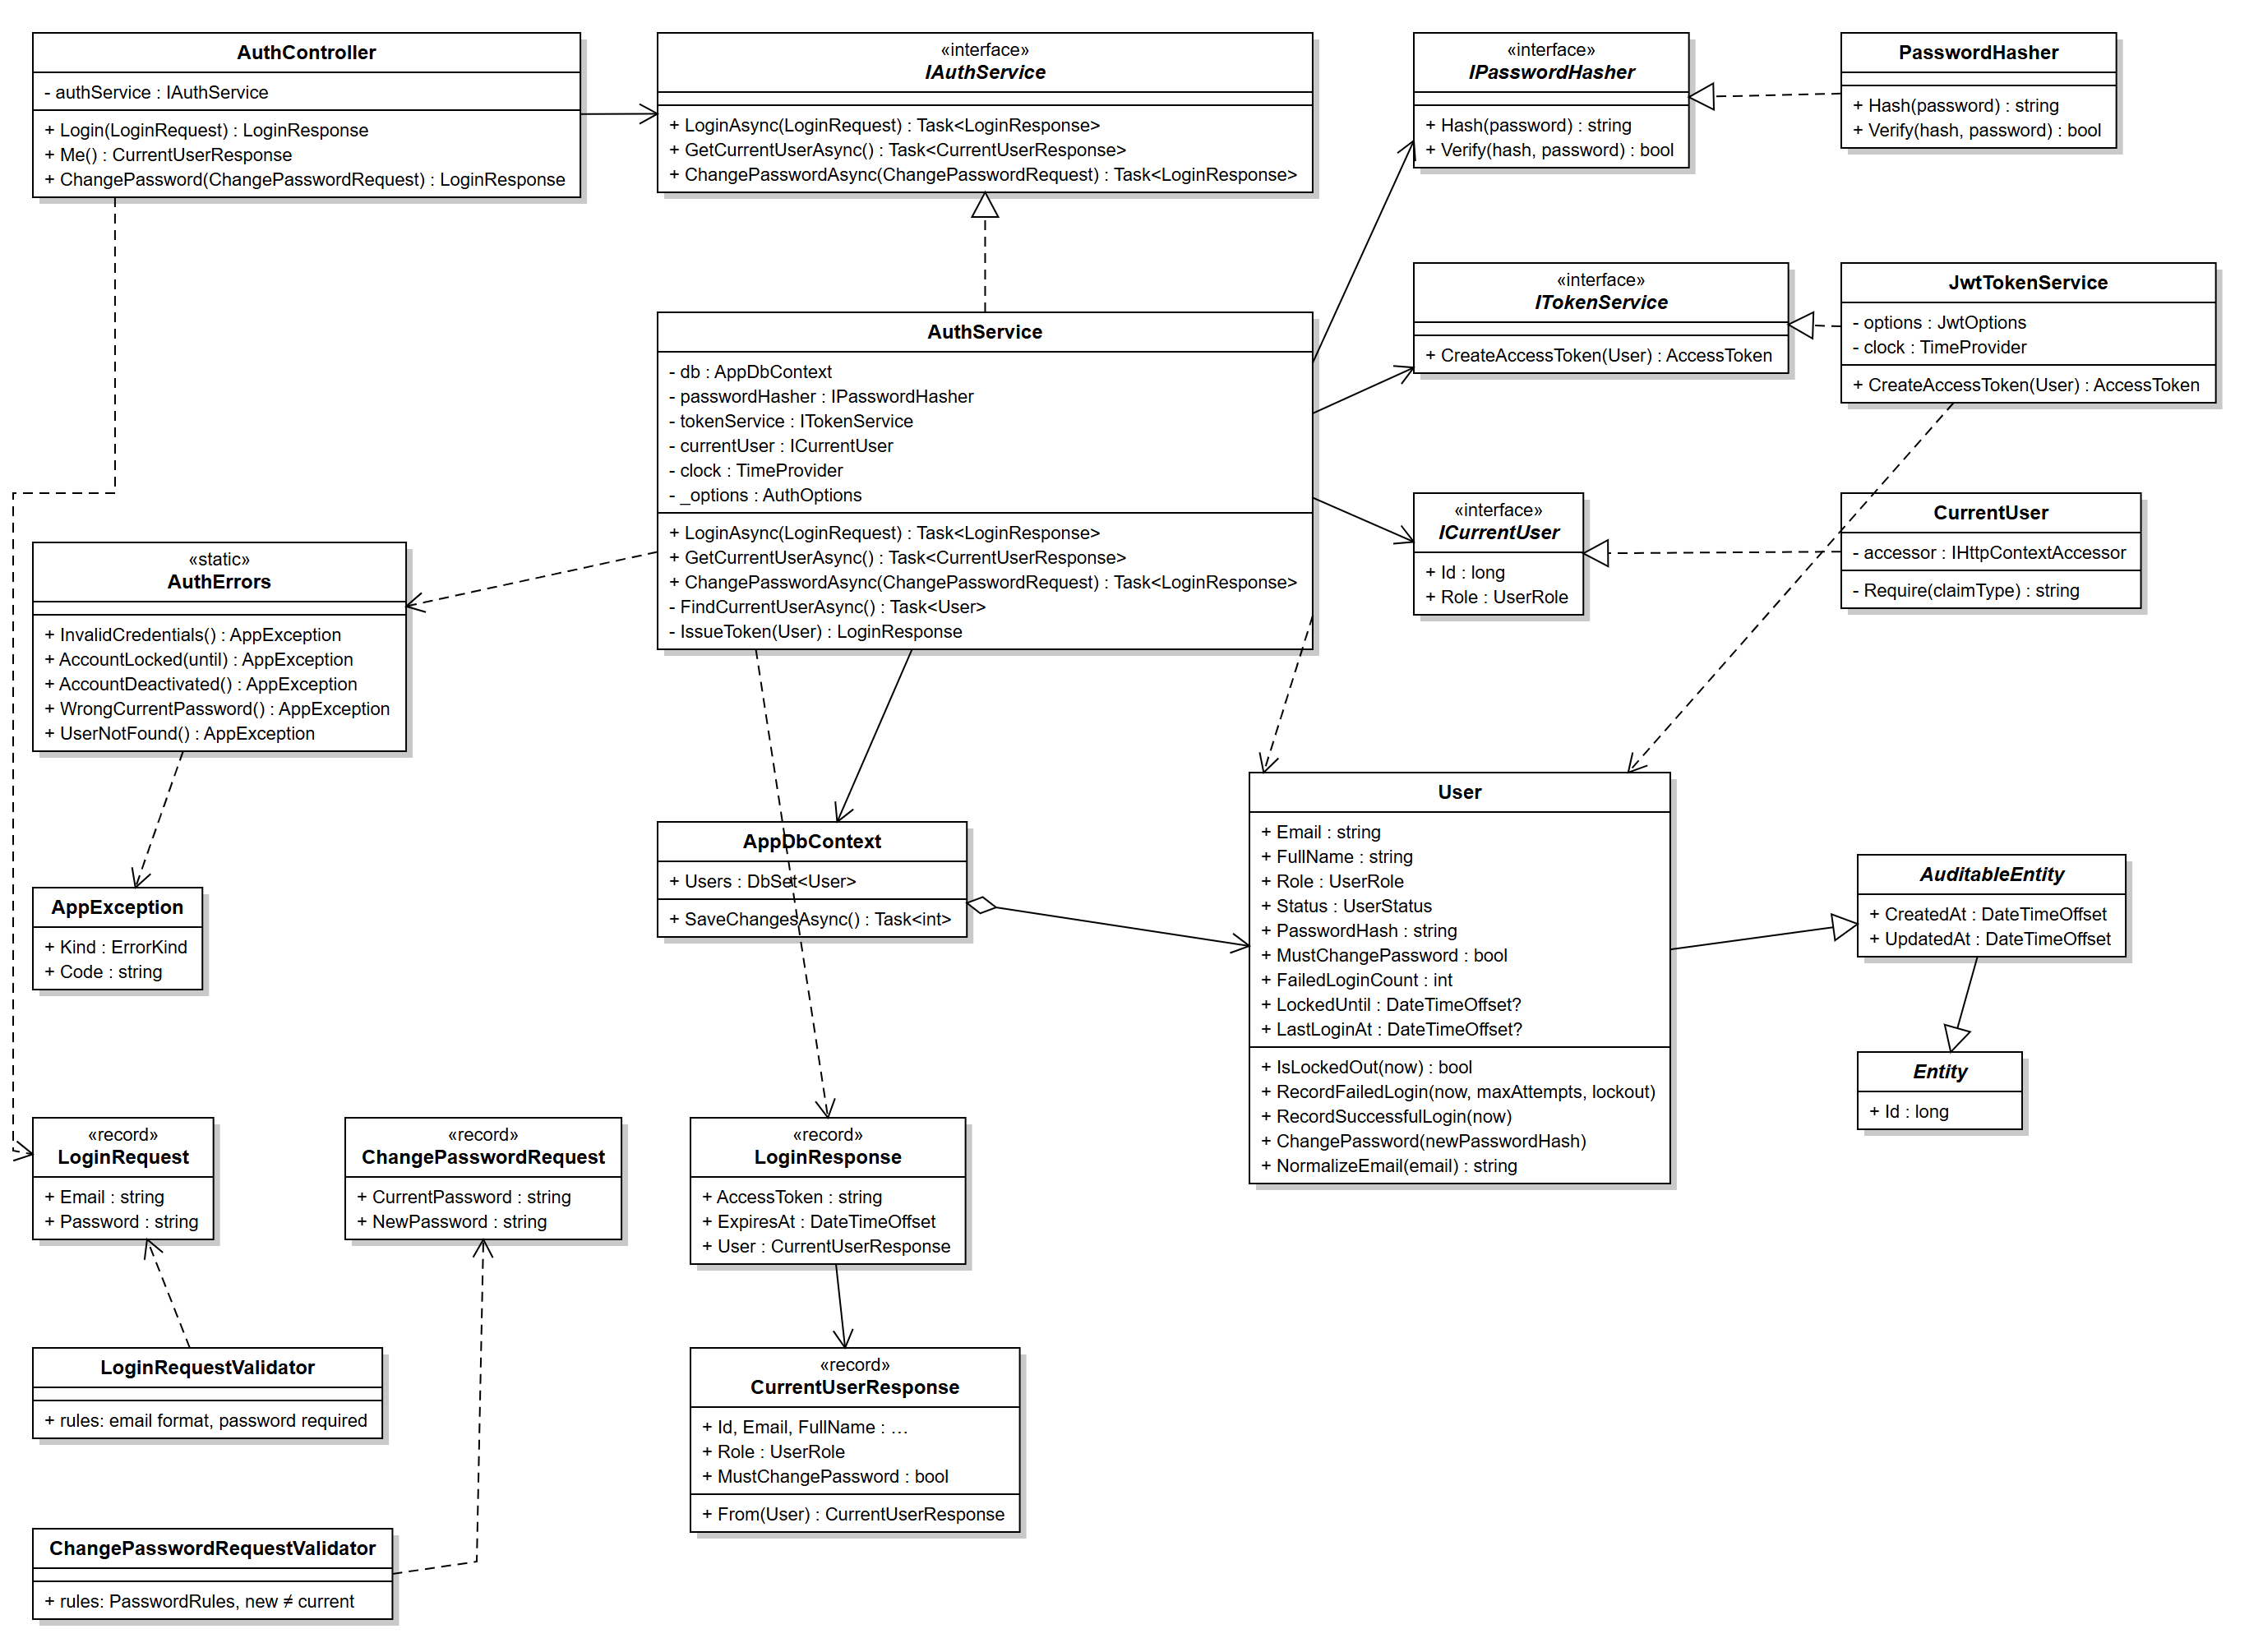 AuthController
- authService : IAuthService
+ Login(LoginRequest) : LoginResponse
+ Me() : CurrentUserResponse
+ ChangePassword(ChangePasswordRequest) : LoginResponse
«interface»
IAuthService
+ LoginAsync(LoginRequest) : Task<LoginResponse>
+ GetCurrentUserAsync() : Task<CurrentUserResponse>
+ ChangePasswordAsync(ChangePasswordRequest) : Task<LoginResponse>
«interface»
IPasswordHasher
+ Hash(password) : string
+ Verify(hash, password) : bool
PasswordHasher
+ Hash(password) : string
+ Verify(hash, password) : bool
«interface»
ITokenService
+ CreateAccessToken(User) : AccessToken
JwtTokenService
- options : JwtOptions
- clock : TimeProvider
+ CreateAccessToken(User) : AccessToken
AuthService
- db : AppDbContext
- passwordHasher : IPasswordHasher
- tokenService : ITokenService
- currentUser : ICurrentUser
- clock : TimeProvider
- _options : AuthOptions
+ LoginAsync(LoginRequest) : Task<LoginResponse>
+ GetCurrentUserAsync() : Task<CurrentUserResponse>
+ ChangePasswordAsync(ChangePasswordRequest) : Task<LoginResponse>
- FindCurrentUserAsync() : Task<User>
- IssueToken(User) : LoginResponse
«interface»
ICurrentUser
+ Id : long
+ Role : UserRole
CurrentUser
- accessor : IHttpContextAccessor
- Require(claimType) : string
«static»
AuthErrors
+ InvalidCredentials() : AppException
+ AccountLocked(until) : AppException
+ AccountDeactivated() : AppException
+ WrongCurrentPassword() : AppException
+ UserNotFound() : AppException
AppDbContext
+ Users : DbSet<User>
+ SaveChangesAsync() : Task<int>
User
+ Email : string
+ FullName : string
+ Role : UserRole
+ Status : UserStatus
+ PasswordHash : string
+ MustChangePassword : bool
+ FailedLoginCount : int
+ LockedUntil : DateTimeOffset?
+ LastLoginAt : DateTimeOffset?
+ IsLockedOut(now) : bool
+ RecordFailedLogin(now, maxAttempts, lockout)
+ RecordSuccessfulLogin(now)
+ ChangePassword(newPasswordHash)
+ NormalizeEmail(email) : string
AuditableEntity
+ CreatedAt : DateTimeOffset
+ UpdatedAt : DateTimeOffset
Entity
+ Id : long
AppException
+ Kind : ErrorKind
+ Code : string
«record»
LoginRequest
+ Email : string
+ Password : string
«record»
ChangePasswordRequest
+ CurrentPassword : string
+ NewPassword : string
«record»
LoginResponse
+ AccessToken : string
+ ExpiresAt : DateTimeOffset
+ User : CurrentUserResponse
LoginRequestValidator
+ rules: email format, password required
«record»
CurrentUserResponse
+ Id, Email, FullName : …
+ Role : UserRole
+ MustChangePassword : bool
+ From(User) : CurrentUserResponse
ChangePasswordRequestValidator
+ rules: PasswordRules, new ≠ current